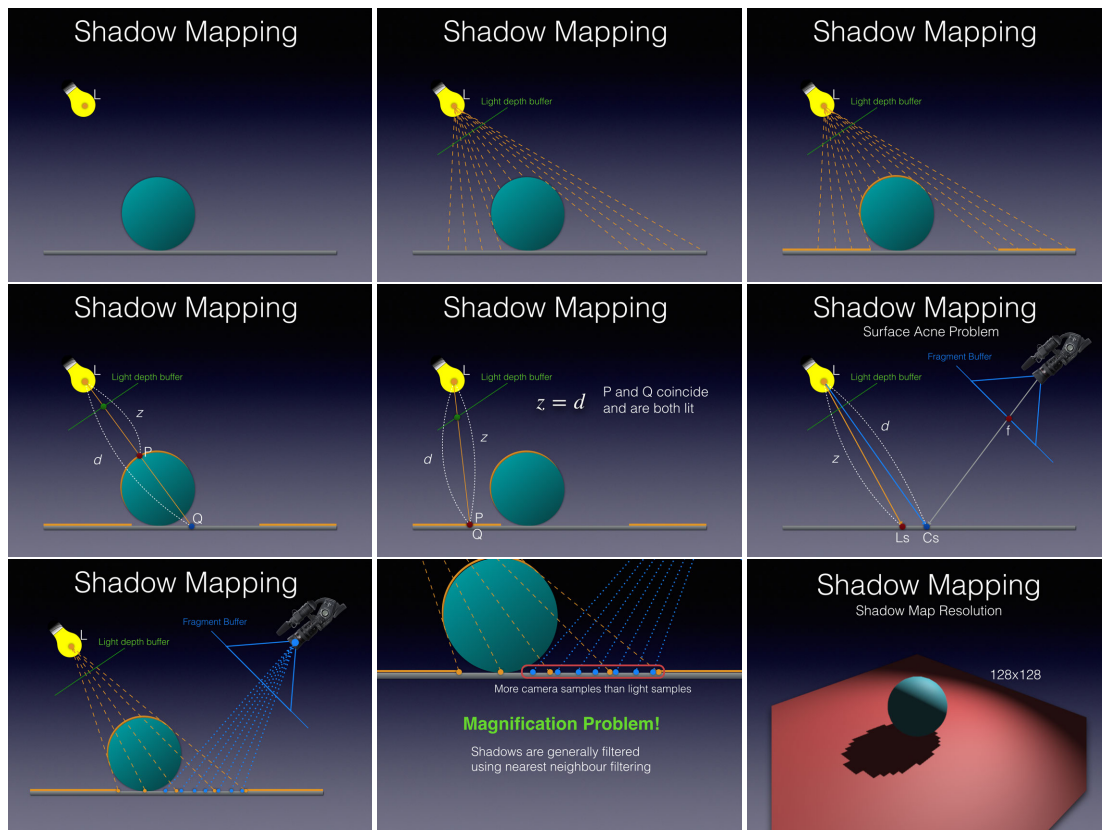 Shadow Mapping
L
Shadow Mapping
L
Light depth buffer
Shadow Mapping
L
Light depth buffer
Shadow Mapping
L
Light depth buffer
z
P
d
Q
Shadow Mapping
L
Light depth buffer
z = d
P and Q coincide
and are both lit
z
d
P
Q
Shadow Mapping
Surface Acne Problem
Fragment Buffer
L
Light depth buffer
d
f
z
Ls Cs
Shadow Mapping
Fragment Buffer
L
Light depth buffer
More camera samples than light samples
Magnification Problem!
Shadows are generally filtered
using nearest neighbour filtering
Shadow Mapping
Shadow Map Resolution
128x128